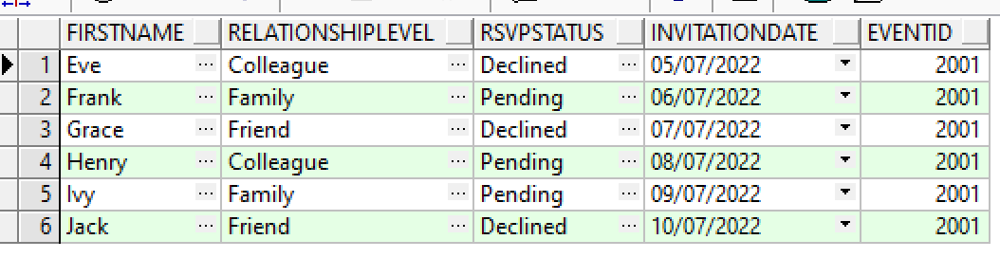 FIRSTNAME RELATIONSHIPLEVEL RSVPSTATUS INVITATIONDATE EVENTID
1 Eve ... Colleague ... Declined ... 05/07/2022 2001
2 Frank ... Family ... Pending ... 06/07/2022 2001
3 Grace ... Friend ... Declined ... 07/07/2022 2001
4 Henry ... Colleague ... Pending ... 08/07/2022 2001
5 Ivy ... Family ... Pending ... 09/07/2022 2001
6 Jack ... Friend ... Declined ... 10/07/2022 2001